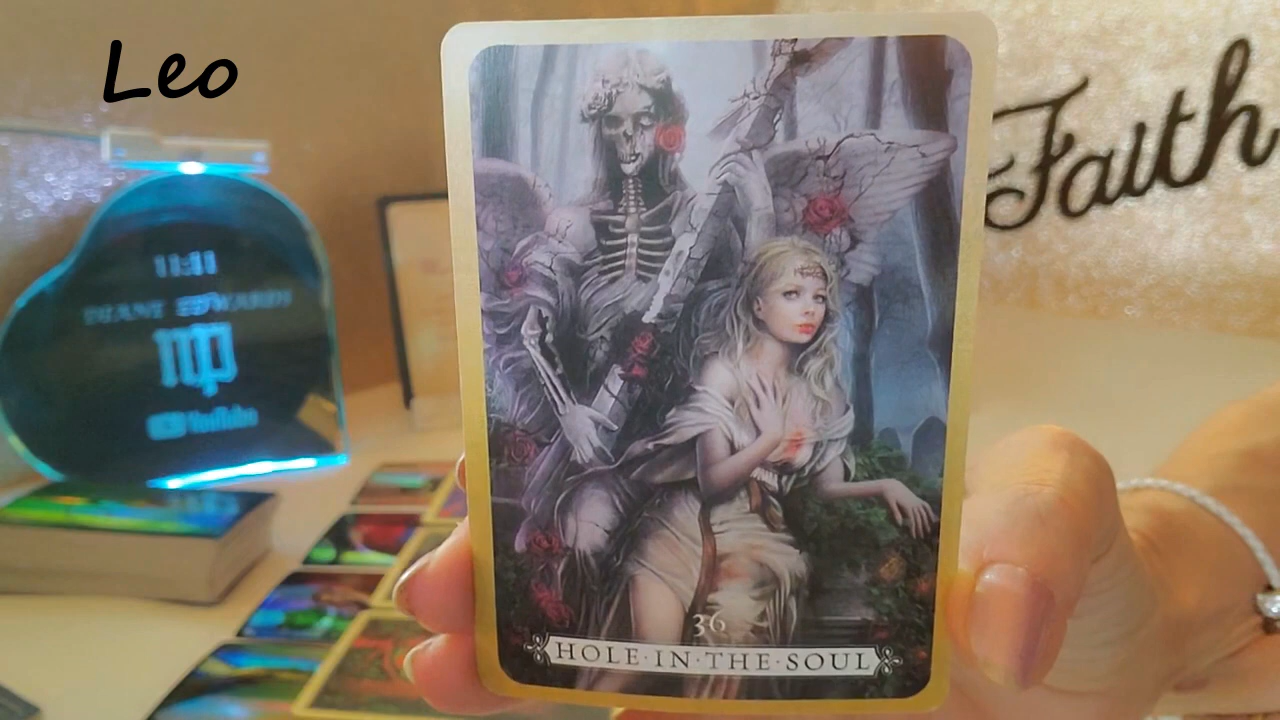 Leo
Faith
11:11
DIANE EDWARDS
YouTube
36
HOLE·IN·THE·SOUL